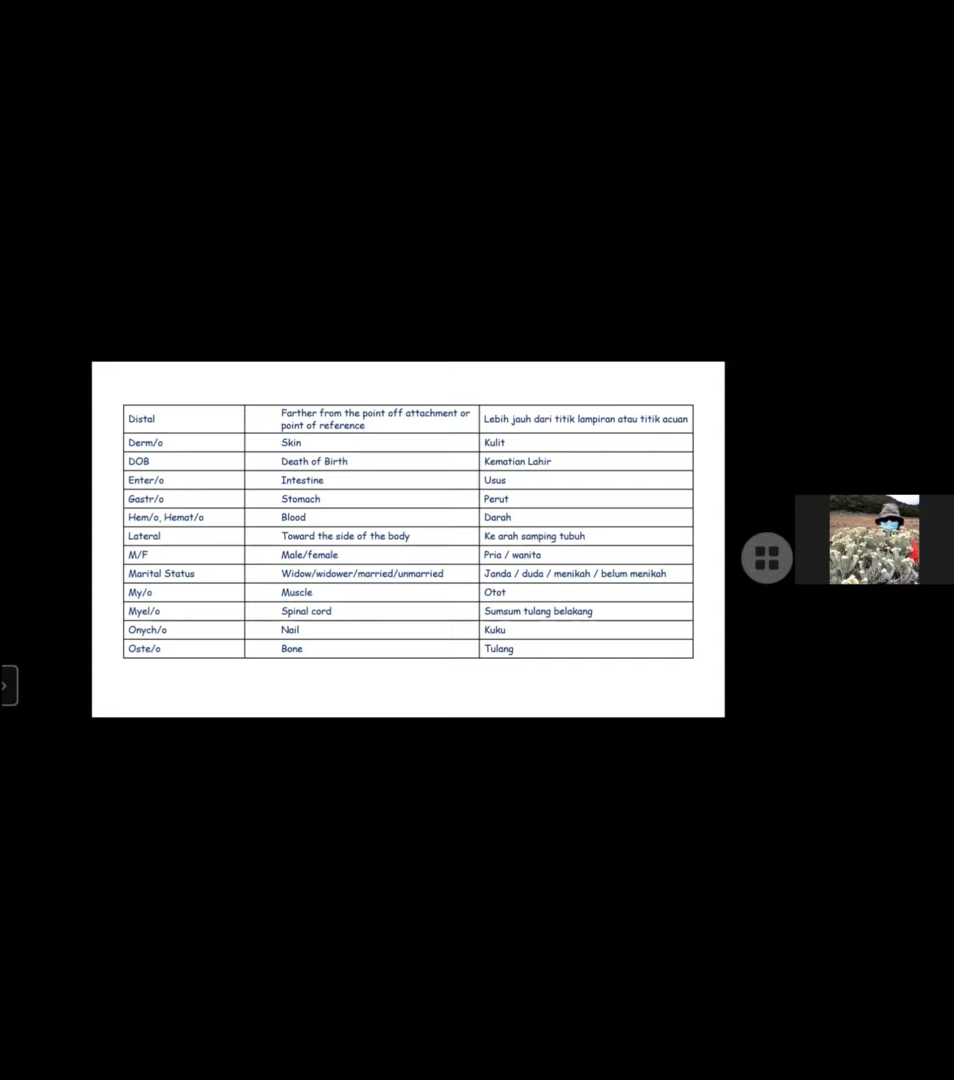 Distal Farther from the point off attachment or point of reference Lebih jauh dari titik lampiran atau titik acuan
Derm/o Skin Kulit
DOB Death of Birth Kematian Lahir
Enter/o Intestine Usus
Gastr/o Stomach Perut
Hem/o, Hemat/o Blood Darah
Lateral Toward the side of the body Ke arah samping tubuh
M/F Male/female Pria / wanita
Marital Status Widow/widower/married/unmarried Janda / duda / menikah / belum menikah
My/o Muscle Otot
Myel/o Spinal cord Sumsum tulang belakang
Onych/o Nail Kuku
Oste/o Bone Tulang